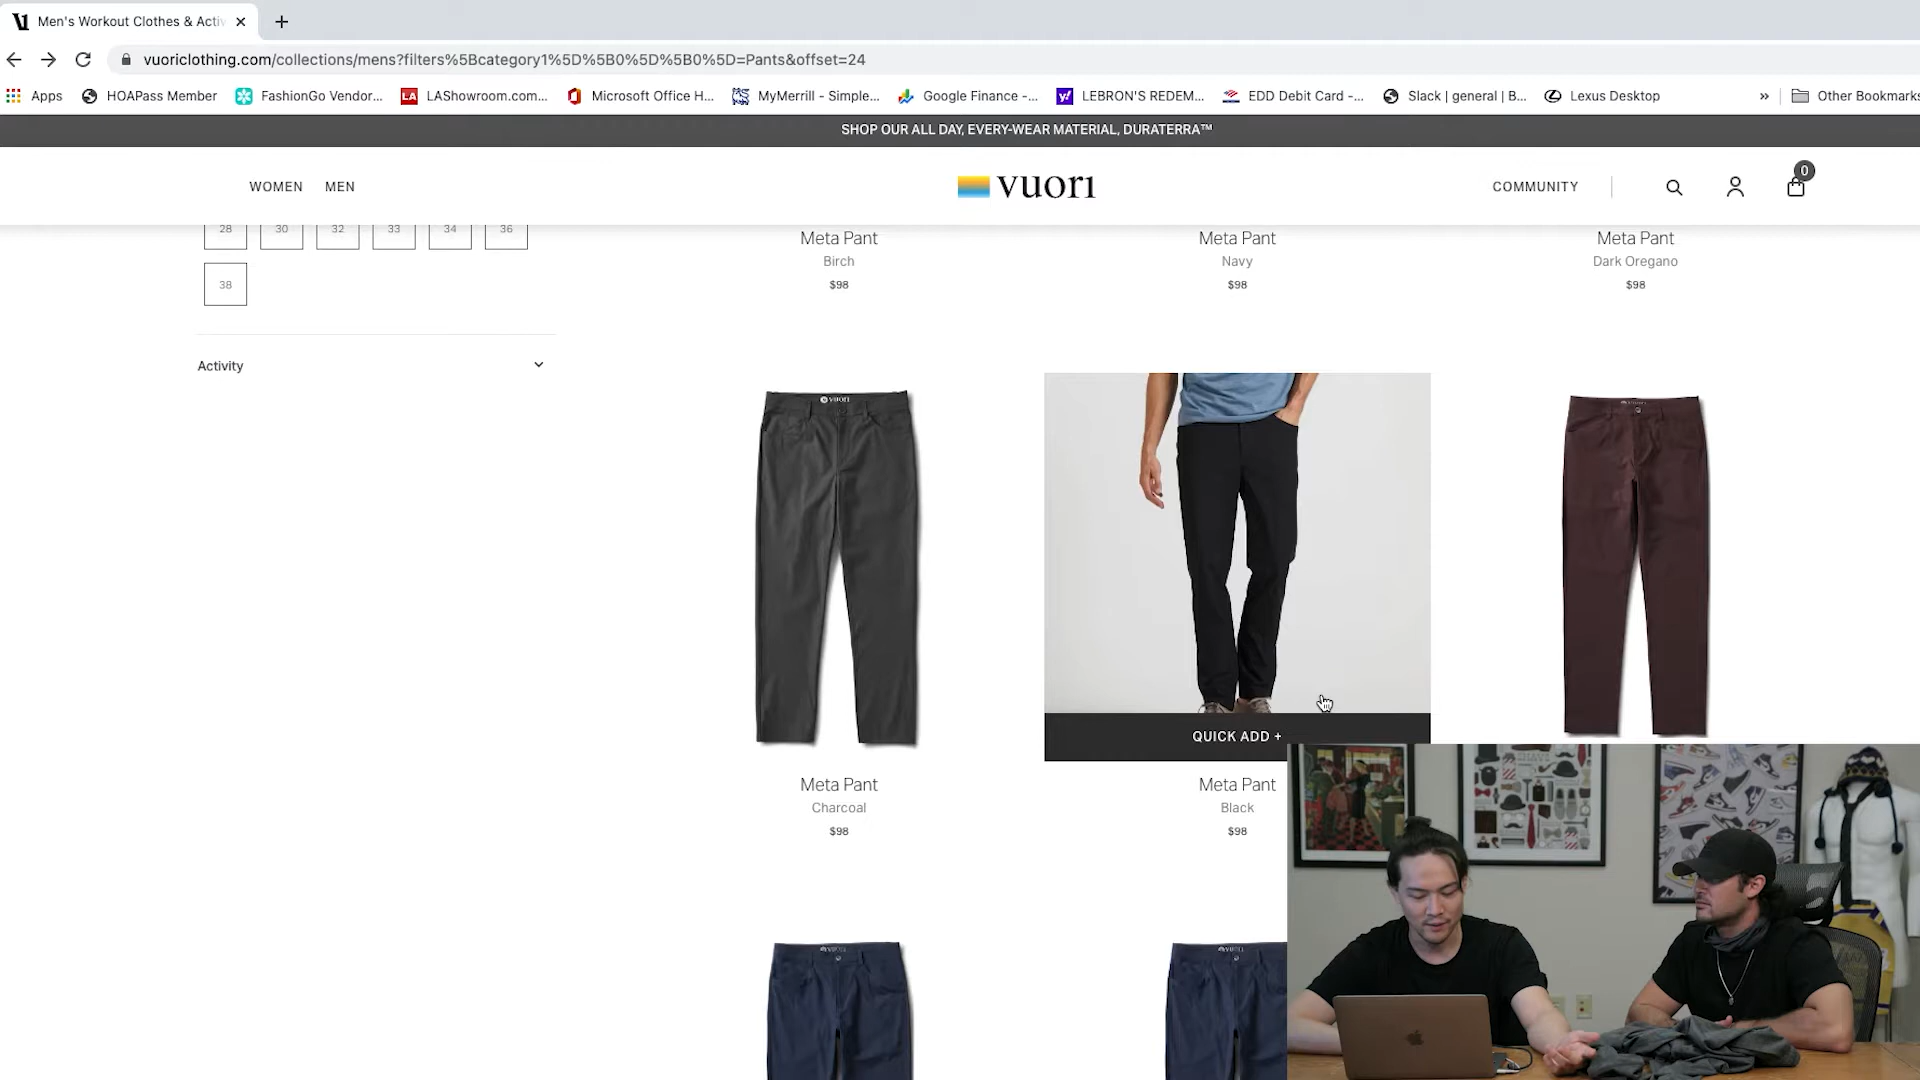 Men's Workout Clothes & Activ
vuoriclothing.com/collections/mens?filters%5Bcategory1%5D%5B0%5D%5B0%5D=Pants&offset=24
Apps
HOAPass Member
FashionGo Vendor...
LA
LAShowroom.com...
Microsoft Office H...
MyMerrill - Simple...
Google Finance -...
y!
LEBRON'S REDEM...
EDD Debit Card -...
Slack | general | B...
Lexus Desktop
»
Other Bookmarks
SHOP OUR ALL DAY, EVERY-WEAR MATERIAL, DURATERRA™
WOMEN MEN
vuori
COMMUNITY
0
28 30 32 33 34 36
38
Activity
Meta Pant
Birch
$98
Meta Pant
Navy
$98
Meta Pant
Dark Oregano
$98
vuori
QUICK ADD +
Meta Pant
Charcoal
$98
Meta Pant
Black
$98